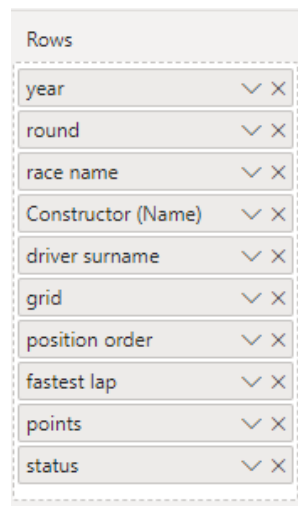 Rows
year
round
race name
Constructor (Name)
driver surname
grid
position order
fastest lap
points
status